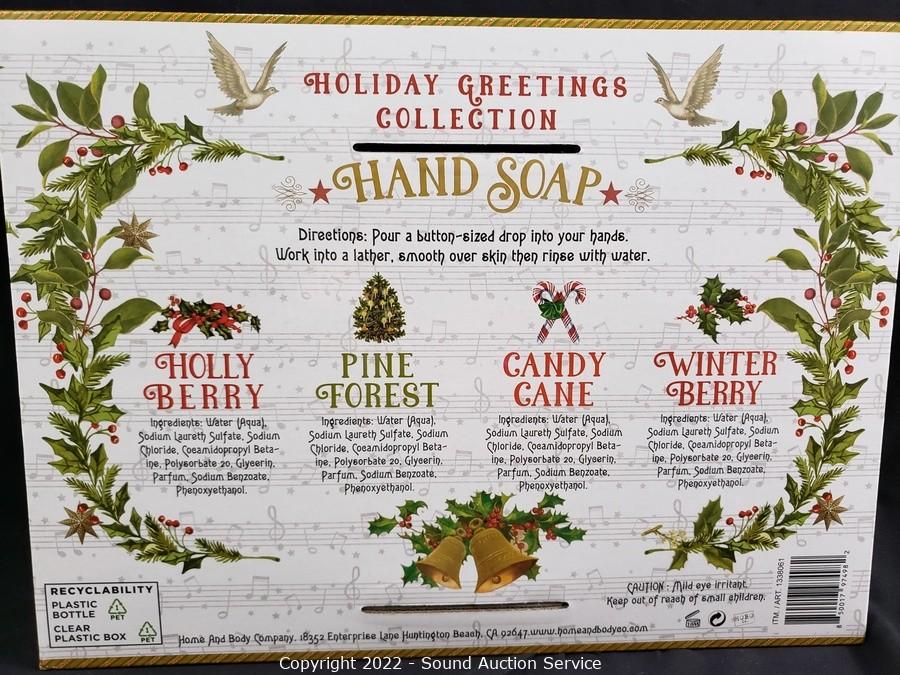 HOLIDAY GREETINGS
COLLECTION
HAND SOAP
Directions: Pour a button-sized drop into your hands.
Work into a lather, smooth over skin then rinse with water.
HOLLY
BERRY
Ingredients: Water (Aqua),
Sodium Laureth Sulfate, Sodium
Chloride, Cocamidopropyl Beta-
ine, Polysorbate 20, Glycerin,
Parfum, Sodium Benzoate,
Phenoxyethanol.
PINE
FOREST
Ingredients: Water (Aqua),
Sodium Laureth Sulfate, Sodium
Chloride, Cocamidopropyl Beta-
ine, Polysorbate 20, Glycerin,
Parfum, Sodium Benzoate,
Phenoxyethanol.
CANDY
CANE
Ingredients: Water (Aqua),
Sodium Laureth Sulfate, Sodium
Chloride, Cocamidopropyl Beta-
ine, Polysorbate 20, Glycerin,
Parfum, Sodium Benzoate,
Phenoxyethanol.
WINTER
BERRY
Ingredients: Water (Aqua),
Sodium Laureth Sulfate, Sodium
Chloride, Cocamidopropyl Beta-
ine, Polysorbate 20, Glycerin,
Parfum, Sodium Benzoate,
Phenoxyethanol.
RECYCLABILITY
PLASTIC
BOTTLE
1
PET
CLEAR
PLASTIC BOX
1
PET
CAUTION: Mild eye irritant.
Keep out of reach of small children.
ITM. / ART. 1338061
8 50017 97498 2
Home And Body Company. 18352 Enterprise Lane Huntington Beach, CA 92647. www.homeandbodyco.com
Copyright 2022 - Sound Auction Service